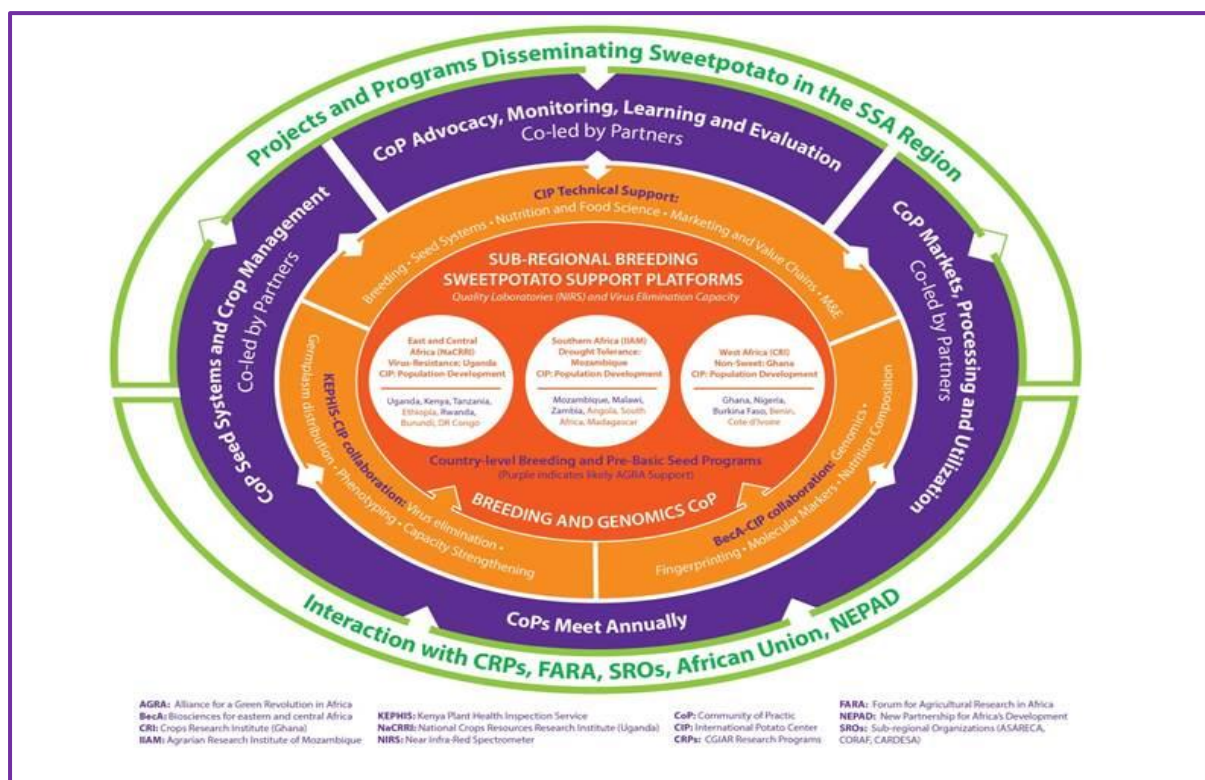 Projects and Programs Disseminating Sweetpotato in the SSA Region
CoP Advocacy, Monitoring, Learning and Evaluation
Co-led by Partners
CoP Seed Systems and Crop Management
Co-led by Partners
CoP Markets, Processing and Utilization
Co-led by Partners
CIP Technical Support:
Breeding • Seed Systems • Nutrition and Food Science • Marketing and Value Chains • M&E
SUB-REGIONAL BREEDING
SWEETPOTATO SUPPORT PLATFORMS
Quality Laboratories (NIRS) and Virus Elimination Capacity
East and Central
Africa (NaCRRI)
Virus-Resistance: Uganda
CIP: Population Development
Uganda, Kenya, Tanzania,
Ethiopia, Rwanda,
Burundi, DR Congo
Southern Africa (IIAM)
Drought Tolerance:
Mozambique
CIP: Population Development
Mozambique, Malawi,
Zambia, Angola, South
Africa, Madagascar
West Africa (CRI)
Non-Sweet: Ghana
CIP: Population Development
Ghana, Nigeria,
Burkina Faso, Benin,
Cote d'Ivoire
Country-level Breeding and Pre-Basic Seed Programs
(Purple indicates likely AGRA Support)
BREEDING AND GENOMICS CoP
KEPHIS-CIP collaboration: Virus elimination •
Germplasm distribution • Phenotyping • Capacity Strengthening
BecA-CIP collaboration: Genomics •
Fingerprinting • Molecular Markers • Nutrition Composition
CoPs Meet Annually
Interaction with CRPs, FARA, SROs, African Union, NEPAD
AGRA: Alliance for a Green Revolution in Africa
BecA: Biosciences for eastern and central Africa
CRI: Crops Research Institute (Ghana)
IIAM: Agrarian Research Institute of Mozambique
KEPHIS: Kenya Plant Health Inspection Service
NaCRRI: National Crops Resources Research Institute (Uganda)
NIRS: Near Infra-Red Spectrometer
CoP: Community of Practic
CIP: International Potato Center
CRPs: CGIAR Research Programs
FARA: Forum for Agricultural Research in Africa
NEPAD: New Partnership for Africa's Development
SROs: Sub-regional Organizations (ASARECA,
CORAF, CARDESA)